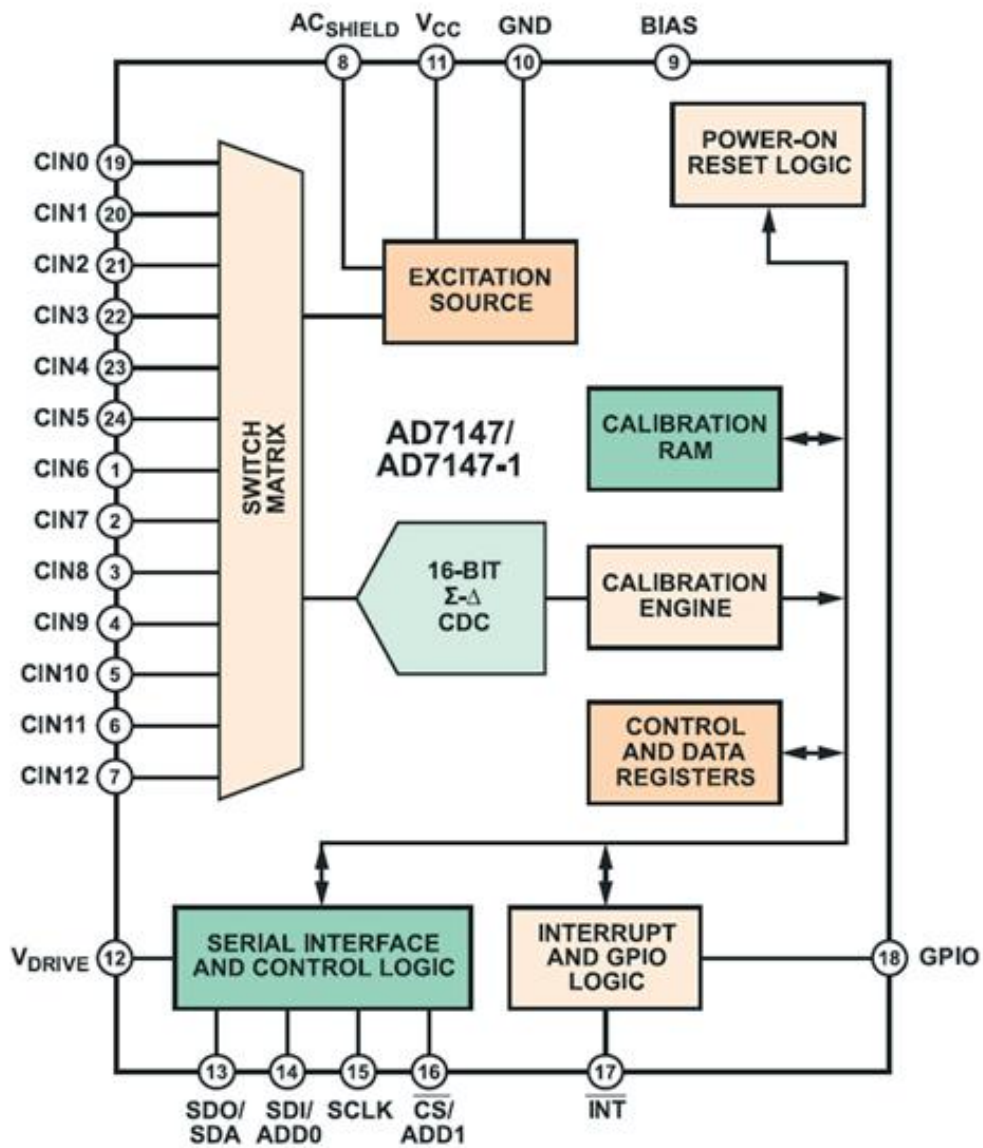 ACSHIELD VCC GND BIAS
8 11 10 9
POWER-ON
RESET LOGIC
CIN0 19
CIN1 20
CIN2 21
CIN3 22
CIN4 23
CIN5 24
CIN6 1
CIN7 2
CIN8 3
CIN9 4
CIN10 5
CIN11 6
CIN12 7
SWITCH
MATRIX
EXCITATION
SOURCE
AD7147/
AD7147-1
CALIBRATION
RAM
16-BIT
Σ-Δ
CDC
CALIBRATION
ENGINE
CONTROL
AND DATA
REGISTERS
VDRIVE 12
SERIAL INTERFACE
AND CONTROL LOGIC
INTERRUPT
AND GPIO
LOGIC
18 GPIO
13 14 15 16 17
SDO/
SDA
SDI/
ADD0
SCLK
CS/
ADD1
INT